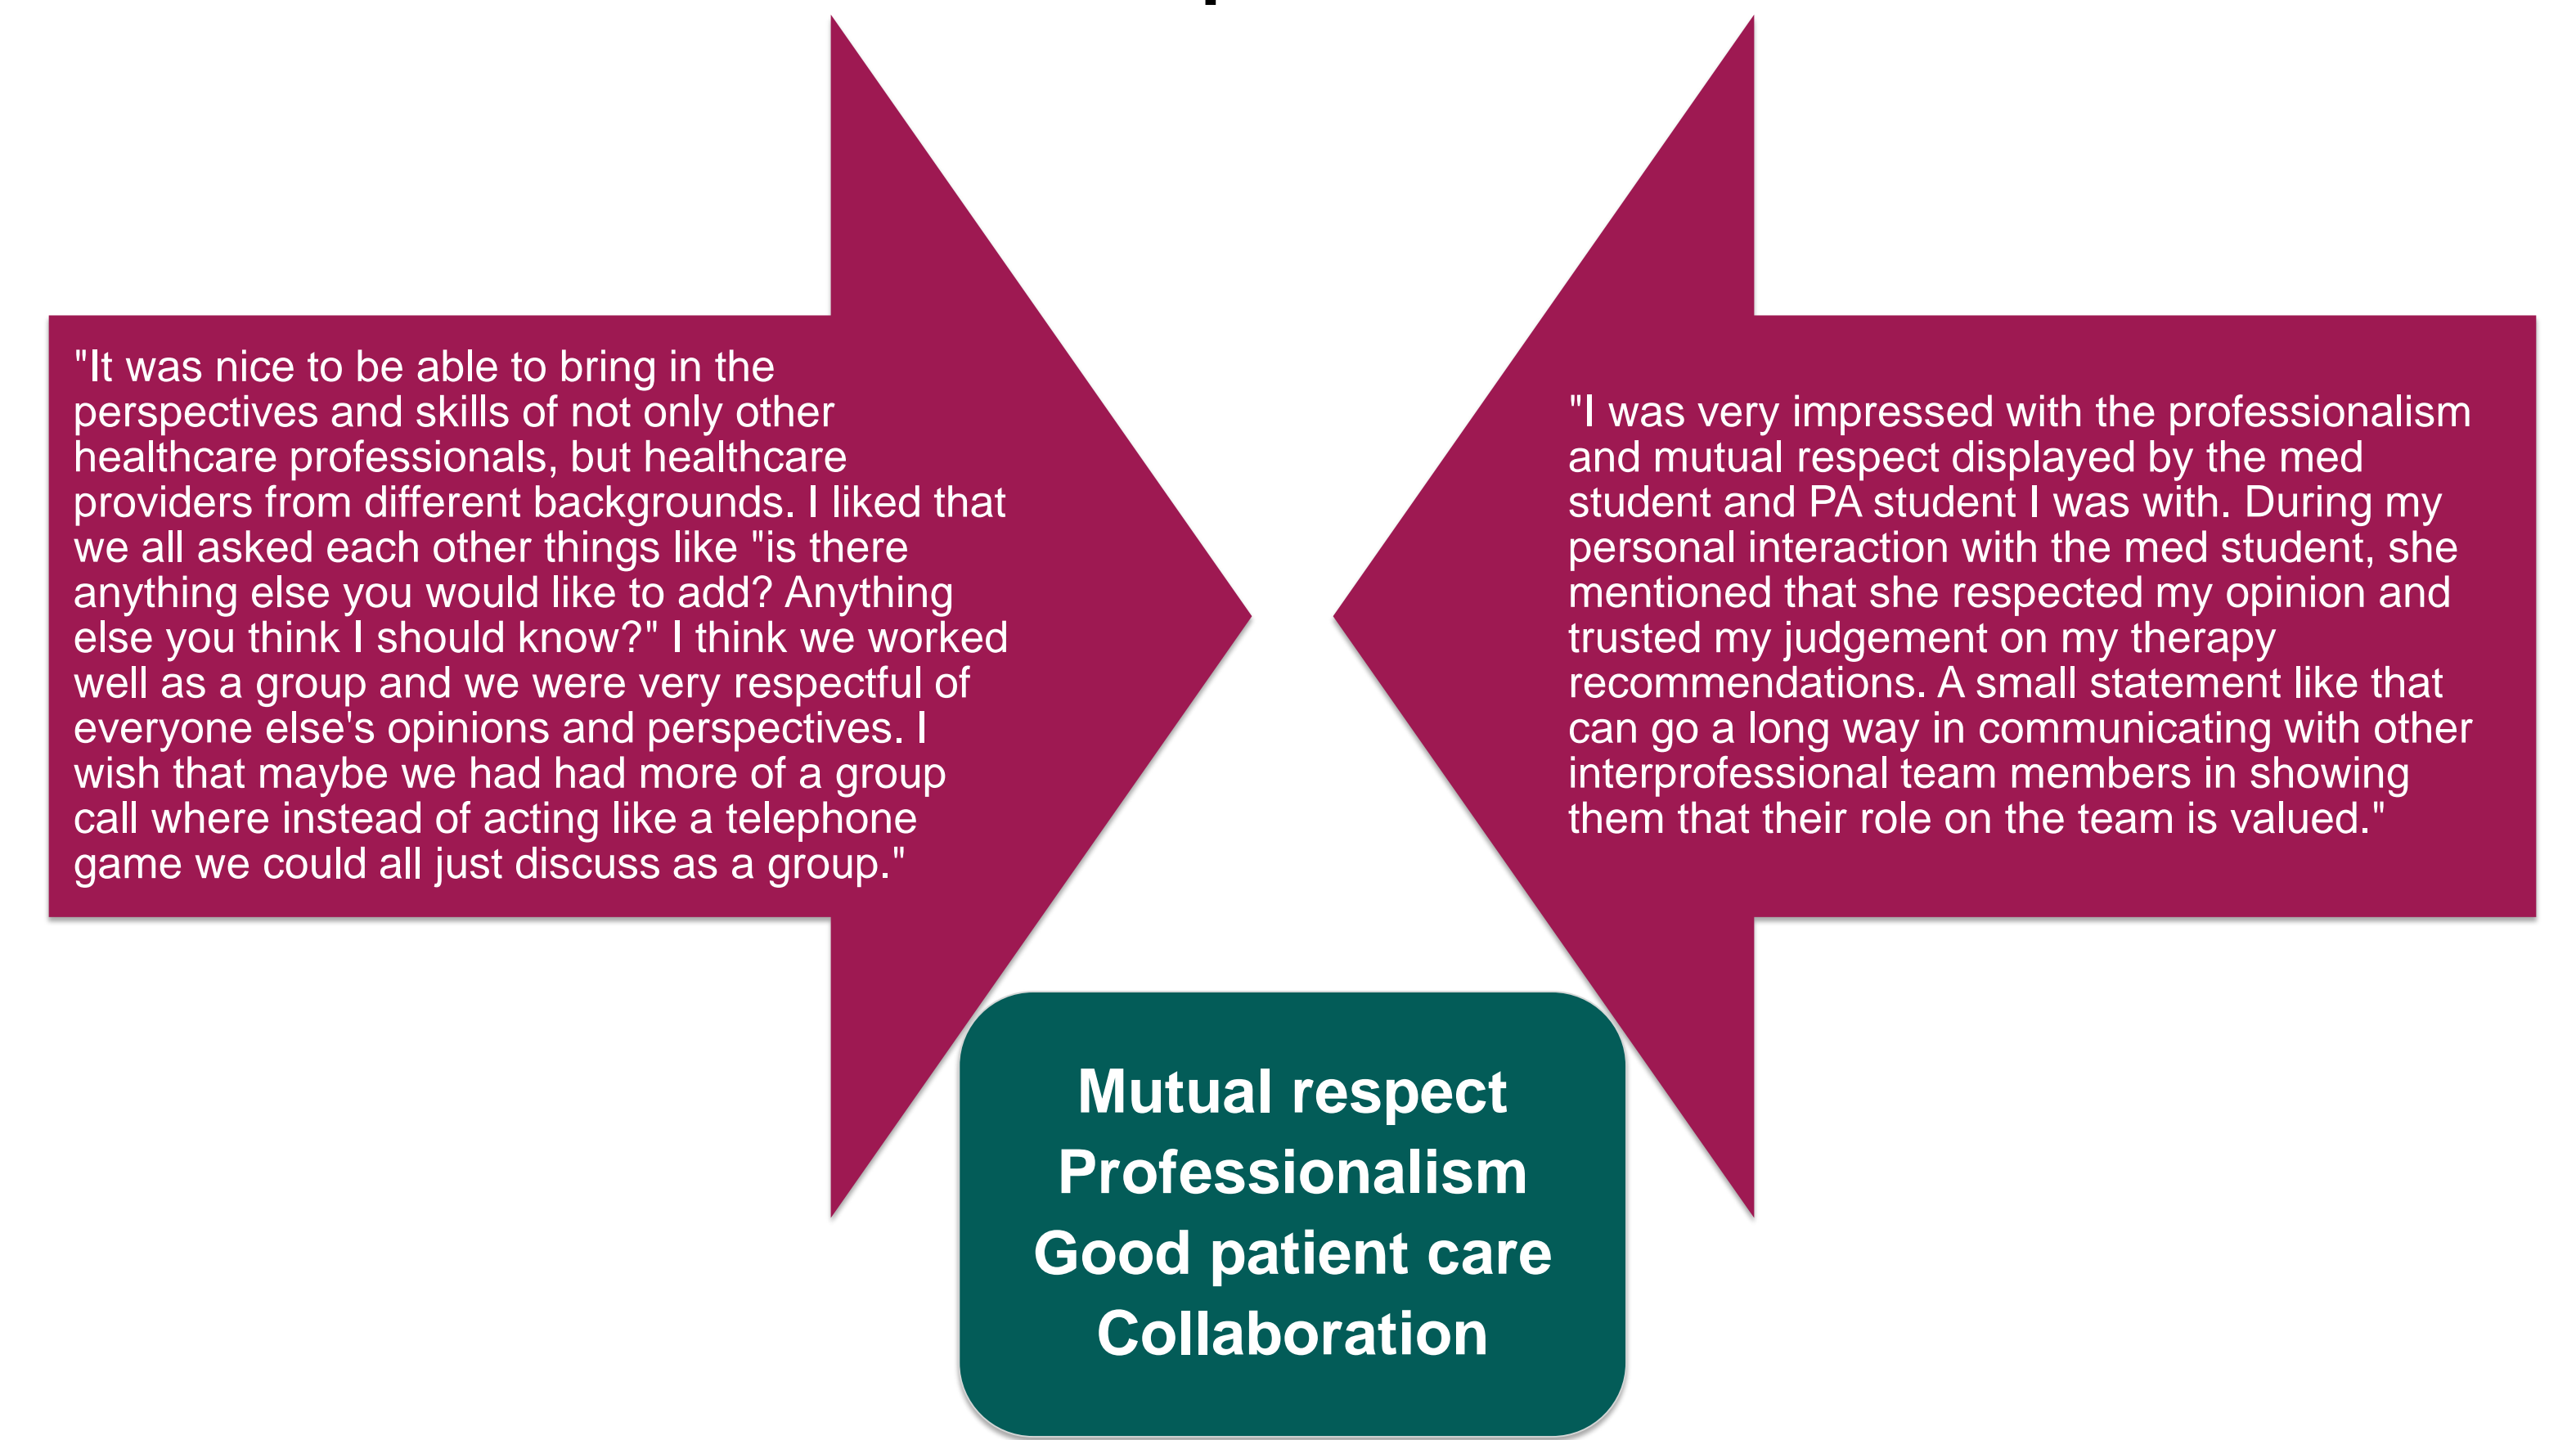 "It was nice to be able to bring in the
perspectives and skills of not only other
healthcare professionals, but healthcare
providers from different backgrounds. I liked that
we all asked each other things like "is there
anything else you would like to add? Anything
else you think I should know?" I think we worked
well as a group and we were very respectful of
everyone else's opinions and perspectives. I
wish that maybe we had had more of a group
call where instead of acting like a telephone
game we could all just discuss as a group."
"I was very impressed with the professionalism
and mutual respect displayed by the med
student and PA student I was with. During my
personal interaction with the med student, she
mentioned that she respected my opinion and
trusted my judgement on my therapy
recommendations. A small statement like that
can go a long way in communicating with other
interprofessional team members in showing
them that their role on the team is valued."
Mutual respect
Professionalism
Good patient care
Collaboration